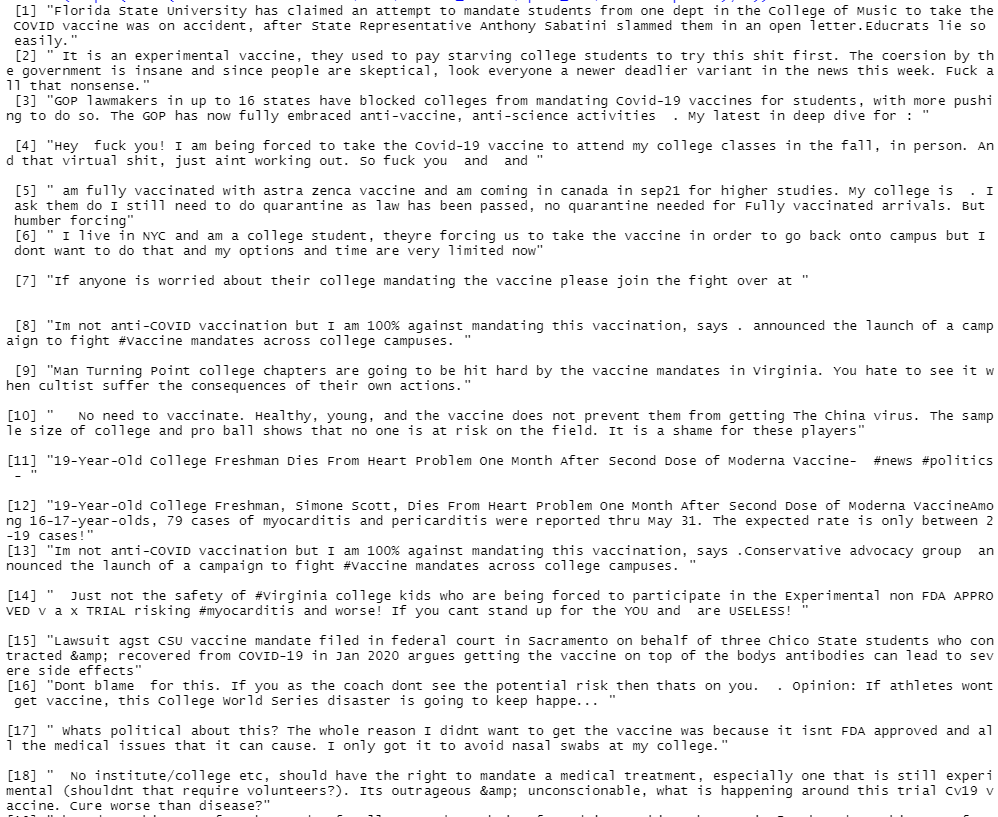 [1] "Florida State University has claimed an attempt to mandate students from one dept in the College of Music to take the
COVID vaccine was on accident, after State Representative Anthony Sabatini slammed them in an open letter.Educrats lie so
easily."
[2] " It is an experimental vaccine, they used to pay starving college students to try this shit first. The coersion by th
e government is insane and since people are skeptical, look everyone a newer deadlier variant in the news this week. Fuck a
ll that nonsense."
[3] "GOP lawmakers in up to 16 states have blocked colleges from mandating Covid-19 vaccines for students, with more pushi
ng to do so. The GOP has now fully embraced anti-vaccine, anti-science activities  . My latest in deep dive for : "
[4] "Hey  fuck you! I am being forced to take the Covid-19 vaccine to attend my college classes in the fall, in person. An
d that virtual shit, just aint working out. So fuck you  and  and "
[5] " am fully vaccinated with astra zenca vaccine and am coming in canada in sep21 for higher studies. My college is  . I
ask them do I still need to do quarantine as law has been passed, no quarantine needed for Fully vaccinated arrivals. But
humber forcing"
[6] " I live in NYC and am a college student, theyre forcing us to take the vaccine in order to go back onto campus but I
dont want to do that and my options and time are very limited now"
[7] "If anyone is worried about their college mandating the vaccine please join the fight over at "
[8] "Im not anti-COVID vaccination but I am 100% against mandating this vaccination, says . announced the launch of a camp
aign to fight #Vaccine mandates across college campuses. "
[9] "Man Turning Point college chapters are going to be hit hard by the vaccine mandates in Virginia. You hate to see it w
hen cultist suffer the consequences of their own actions."
[10] "   No need to vaccinate. Healthy, young, and the vaccine does not prevent them from getting The China virus. The samp
le size of college and pro ball shows that no one is at risk on the field. It is a shame for these players"
[11] "19-Year-Old College Freshman Dies From Heart Problem One Month After Second Dose of Moderna Vaccine-  #news #politics
- "
[12] "19-Year-Old College Freshman, Simone Scott, Dies From Heart Problem One Month After Second Dose of Moderna VaccineAmo
ng 16-17-year-olds, 79 cases of myocarditis and pericarditis were reported thru May 31. The expected rate is only between 2
-19 cases!"
[13] "Im not anti-COVID vaccination but I am 100% against mandating this vaccination, says .Conservative advocacy group  an
nounced the launch of a campaign to fight #Vaccine mandates across college campuses. "
[14] "  Just not the safety of #Virginia college kids who are being forced to participate in the Experimental non FDA APPRO
VED v a x TRIAL risking #myocarditis and worse! If you cant stand up for the YOU and  are USELESS! "
[15] "Lawsuit agst CSU vaccine mandate filed in federal court in Sacramento on behalf of three Chico State students who con
tracted &amp; recovered from COVID-19 in Jan 2020 argues getting the vaccine on top of the bodys antibodies can lead to sev
ere side effects"
[16] "Dont blame  for this. If you as the coach dont see the potential risk then thats on you.  . Opinion: If athletes wont
get vaccine, this College World Series disaster is going to keep happe... "
[17] " Whats political about this? The whole reason I didnt want to get the vaccine was because it isnt FDA approved and al
l the medical issues that it can cause. I only got it to avoid nasal swabs at my college."
[18] "  No institute/college etc, should have the right to mandate a medical treatment, especially one that is still experi
mental (shouldnt that require volunteers?). Its outrageous &amp; unconscionable, what is happening around this trial Cv19 v
accine. Cure worse than disease?"